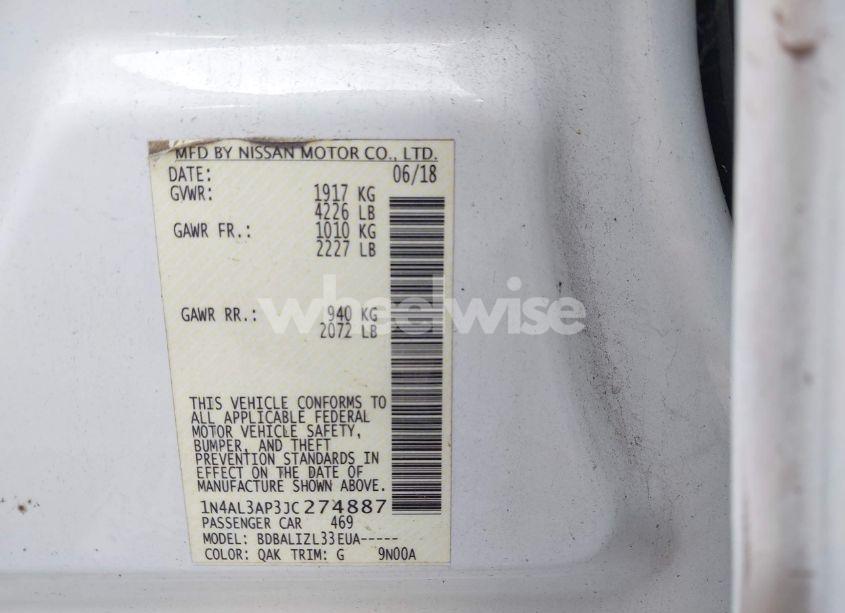 MFD BY NISSAN MOTOR CO., LTD.
DATE: 06/18
GVWR: 1917 KG
4226 LB
GAWR FR.: 1010 KG
2227 LB
GAWR RR.: 940 KG
2072 LB
wheelwise
THIS VEHICLE CONFORMS TO
ALL APPLICABLE FEDERAL
MOTOR VEHICLE SAFETY,
BUMPER, AND THEFT
PREVENTION STANDARDS IN
EFFECT ON THE DATE OF
MANUFACTURE SHOWN ABOVE.
1N4AL3AP3JC274887
PASSENGER CAR 469
MODEL: BDBALIZL33EUA-----
COLOR: QAK TRIM: G 9N00A